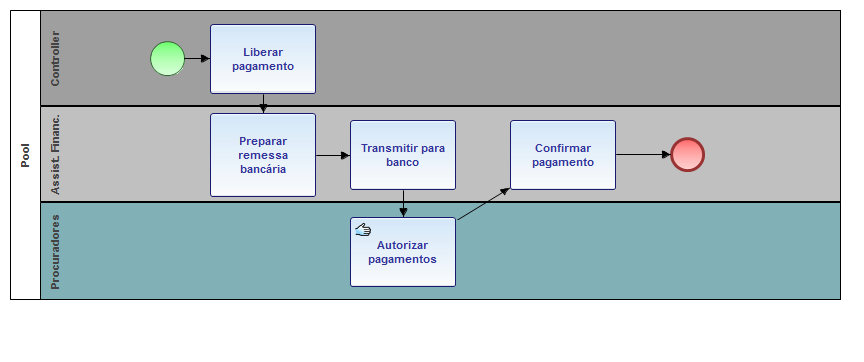 Pool
Controller
Liberar
pagamento
Assist. Financ.
Preparar
remessa
bancária
Transmitir para
banco
Confirmar
pagamento
Procuradores
Autorizar
pagamentos